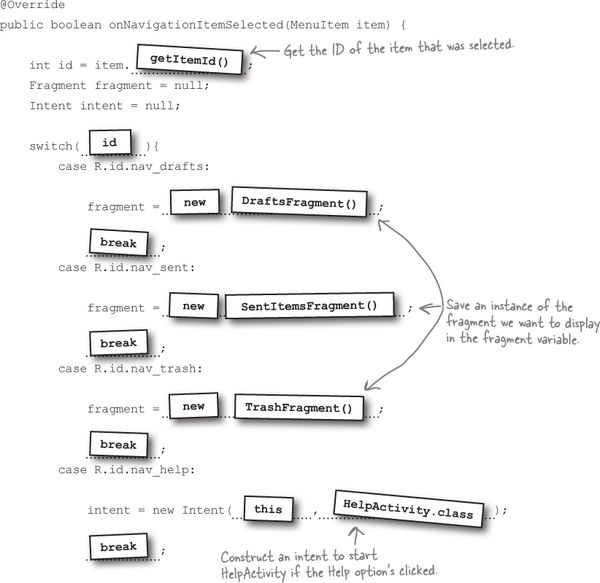 @Override
public boolean onNavigationItemSelected(MenuItem item) {
int id = item. getItemId() ;
Get the ID of the item that was selected.
Fragment fragment = null;
Intent intent = null;
switch( id ){
case R.id.nav_drafts:
fragment = new DraftsFragment() ;
break ;
case R.id.nav_sent:
fragment = new SentItemsFragment() ;
Save an instance of the
fragment we want to display
in the fragment variable.
break ;
case R.id.nav_trash:
fragment = new TrashFragment() ;
break ;
case R.id.nav_help:
intent = new Intent( this , HelpActivity.class );
break ;
Construct an intent to start
HelpActivity if the Help option's clicked.